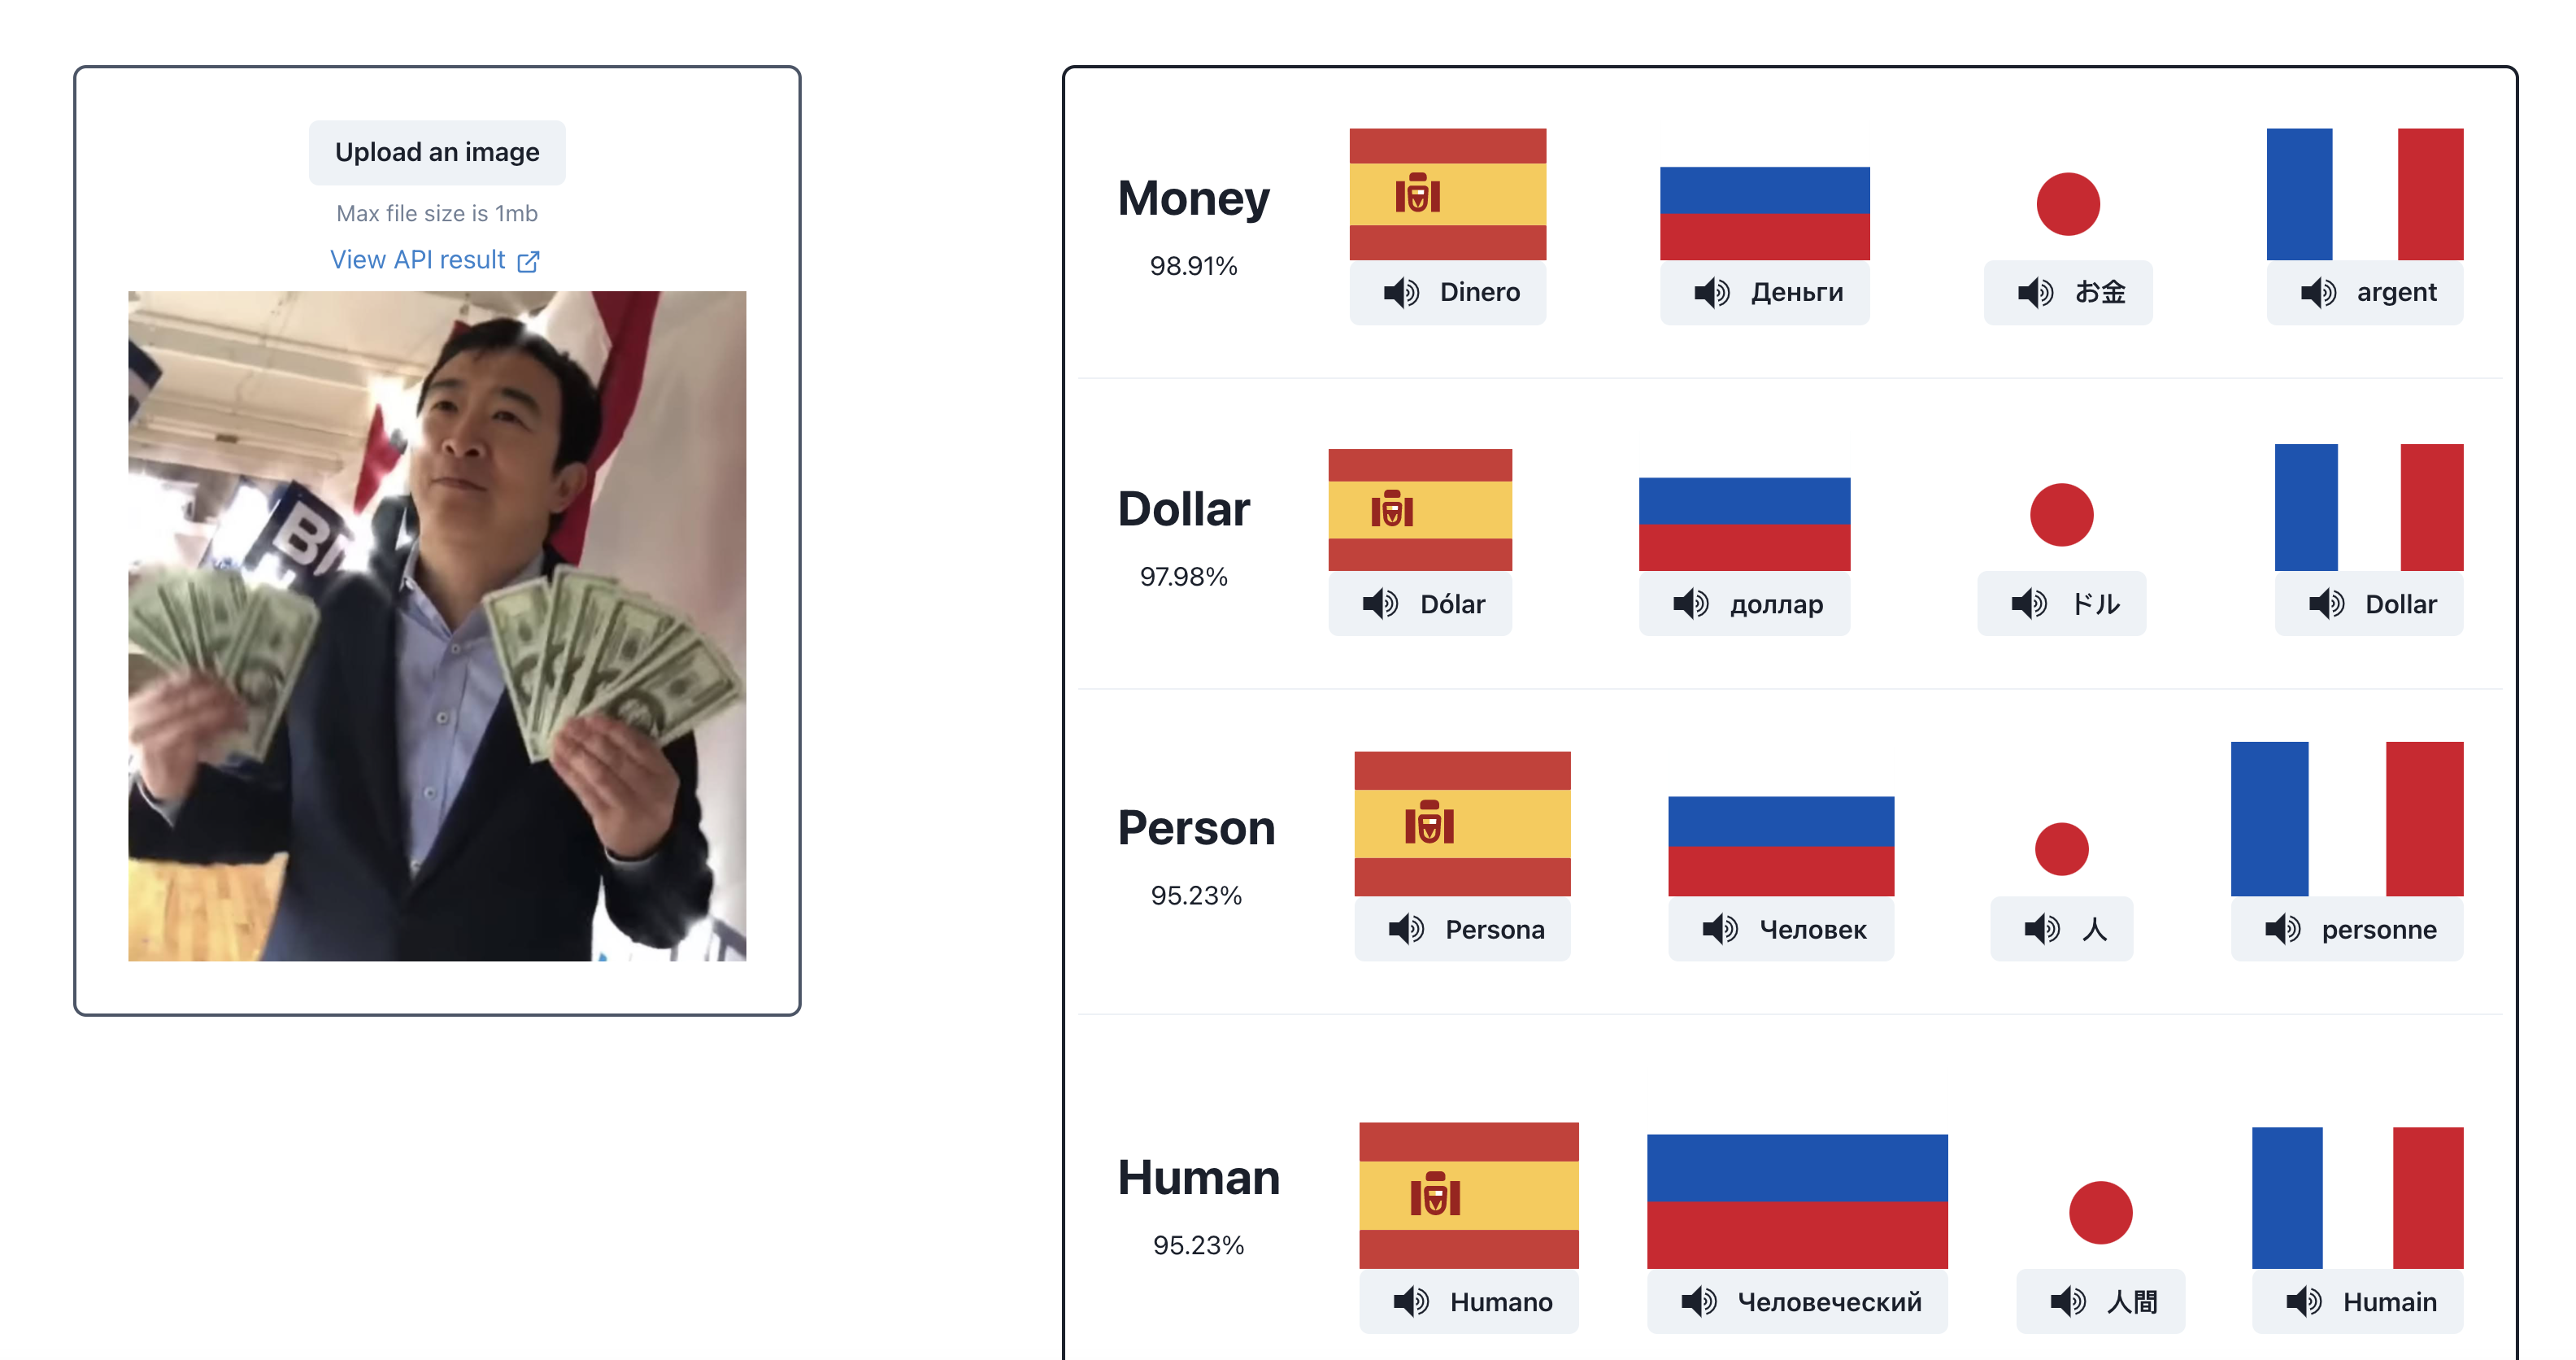 Upload an image
Max file size is 1mb
View API result
Money
98.91%
Dinero
Деньги
お金
argent
Dollar
97.98%
Dólar
доллар
ドル
Dollar
Person
95.23%
Persona
Человек
人
personne
Human
95.23%
Humano
Человеческий
人間
Humain